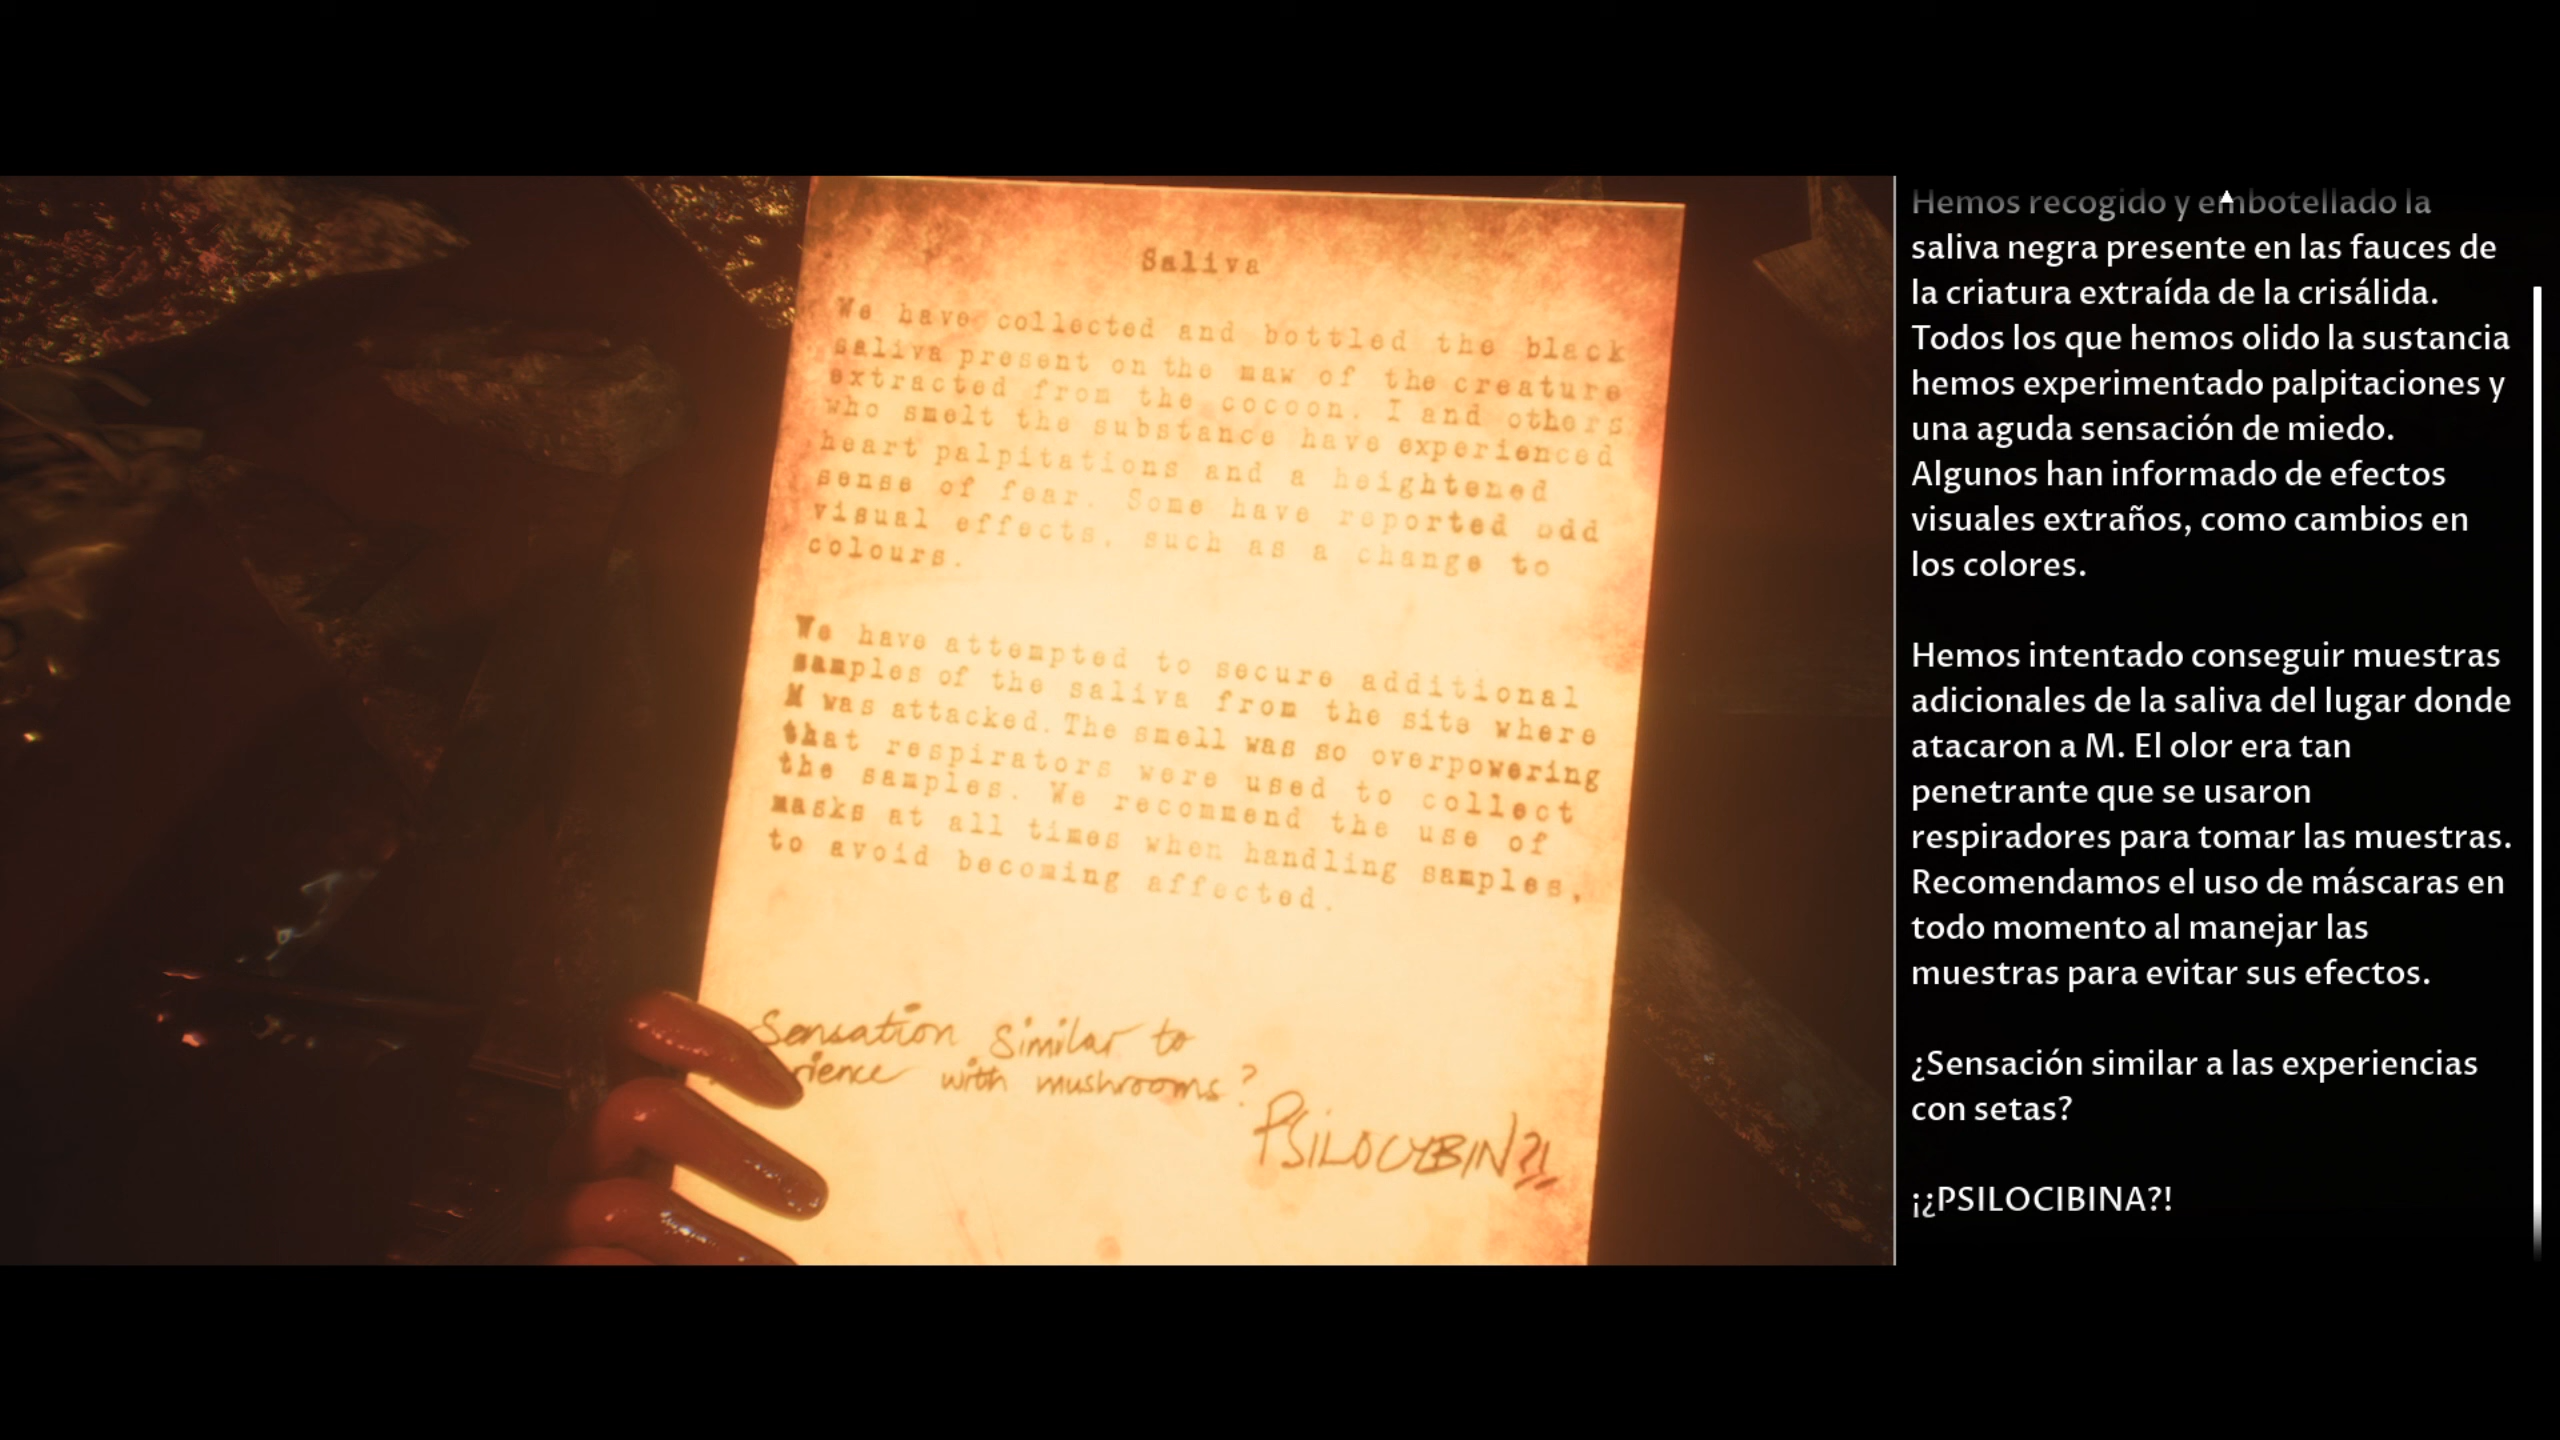 Saliva
We have collected and bottled the black
saliva present on the maw of the creature
extracted from the cocoon. I and others
who smelt the substance have experienced
heart palpitations and a heightened
sense of fear. Some have reported odd
visual effects, such as a change to
colours.
We have attempted to secure additional
samples of the saliva from the site where
M was attacked. The smell was so overpowering
that respirators were used to collect
the samples. We recommend the use of
masks at all times when handling samples,
to avoid becoming affected.
Sensation similar to
rience with mushrooms?
PSILOCYBIN?!
Hemos recogido y embotellado la
saliva negra presente en las fauces de
la criatura extraída de la crisálida.
Todos los que hemos olido la sustancia
hemos experimentado palpitaciones y
una aguda sensación de miedo.
Algunos han informado de efectos
visuales extraños, como cambios en
los colores.
Hemos intentado conseguir muestras
adicionales de la saliva del lugar donde
atacaron a M. El olor era tan
penetrante que se usaron
respiradores para tomar las muestras.
Recomendamos el uso de máscaras en
todo momento al manejar las
muestras para evitar sus efectos.
¿Sensación similar a las experiencias
con setas?
¡¿PSILOCIBINA?!